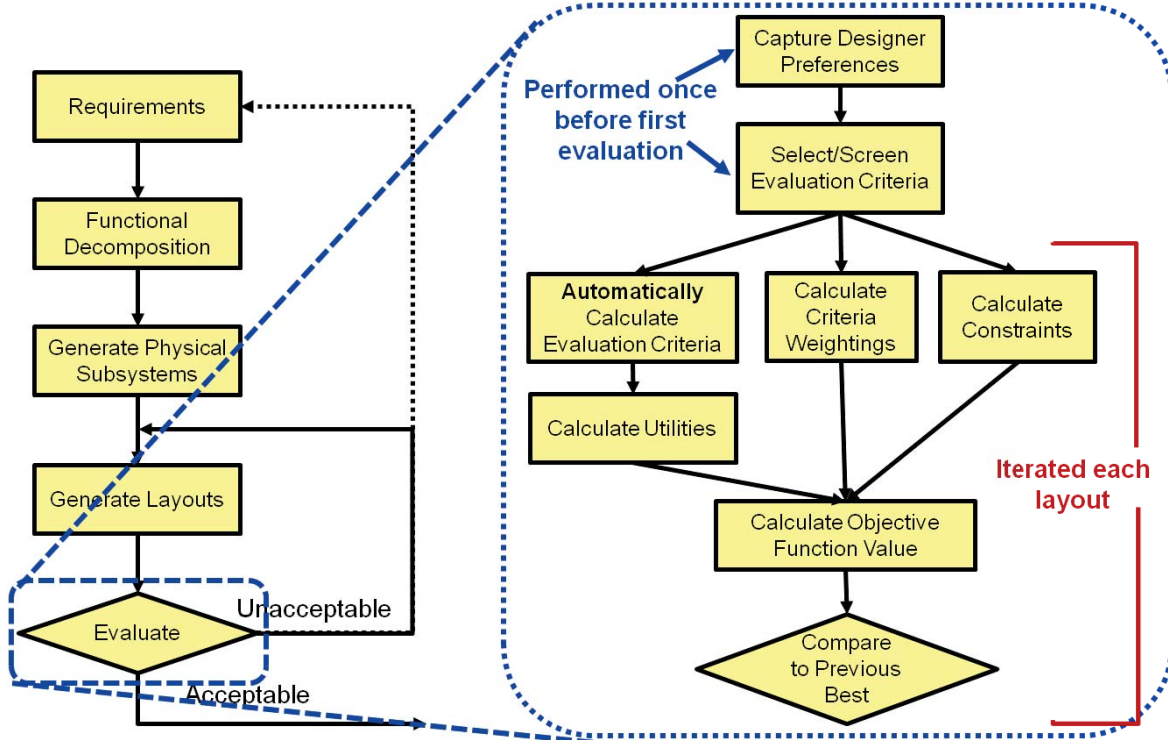 Requirements
Functional
Decomposition
Generate Physical
Subsystems
Generate Layouts
Evaluate
Unacceptable
Acceptable
Capture Designer
Preferences
Performed once
before first
evaluation
Select/Screen
Evaluation Criteria
Automatically
Calculate
Evaluation Criteria
Calculate
Criteria
Weightings
Calculate
Constraints
Calculate Utilities
Iterated each
layout
Calculate Objective
Function Value
Compare
to Previous
Best